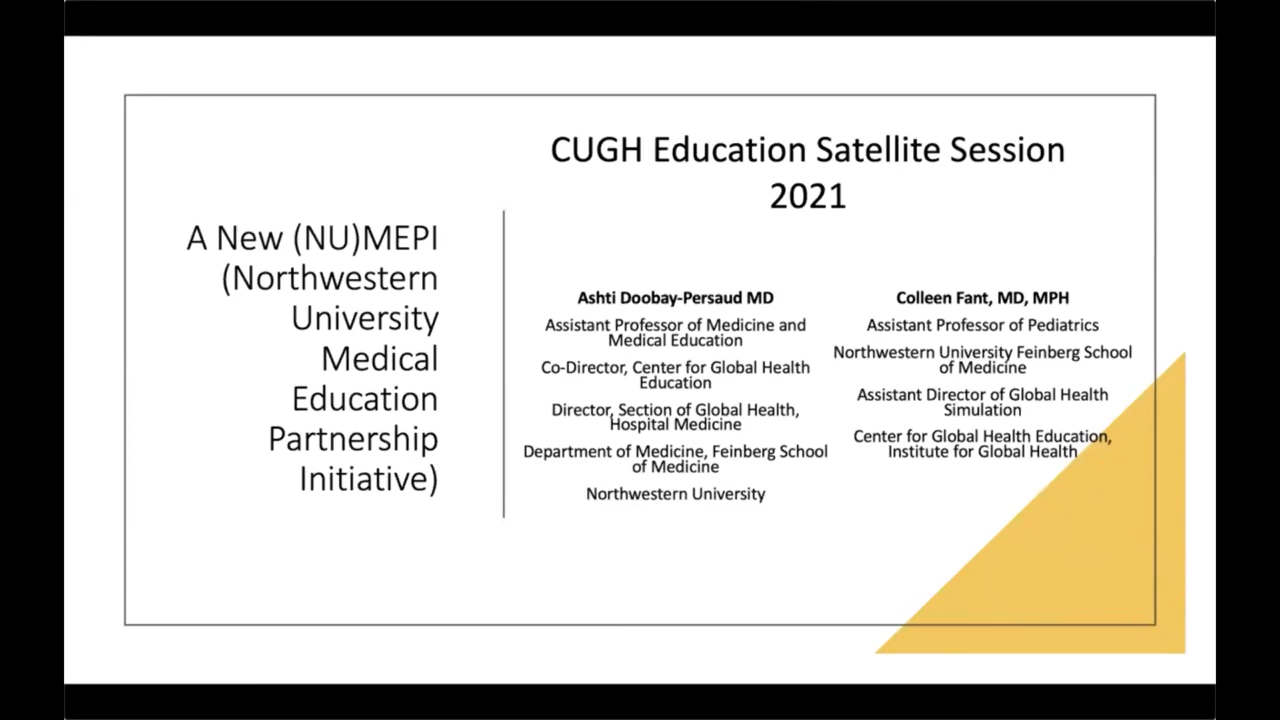 A New (NU)MEPI
(Northwestern
University
Medical
Education
Partnership
Initiative)
CUGH Education Satellite Session
2021
Ashti Doobay-Persaud MD
Assistant Professor of Medicine and
Medical Education
Co-Director, Center for Global Health
Education
Director, Section of Global Health,
Hospital Medicine
Department of Medicine, Feinberg School
of Medicine
Northwestern University
Colleen Fant, MD, MPH
Assistant Professor of Pediatrics
Northwestern University Feinberg School
of Medicine
Assistant Director of Global Health
Simulation
Center for Global Health Education,
Institute for Global Health